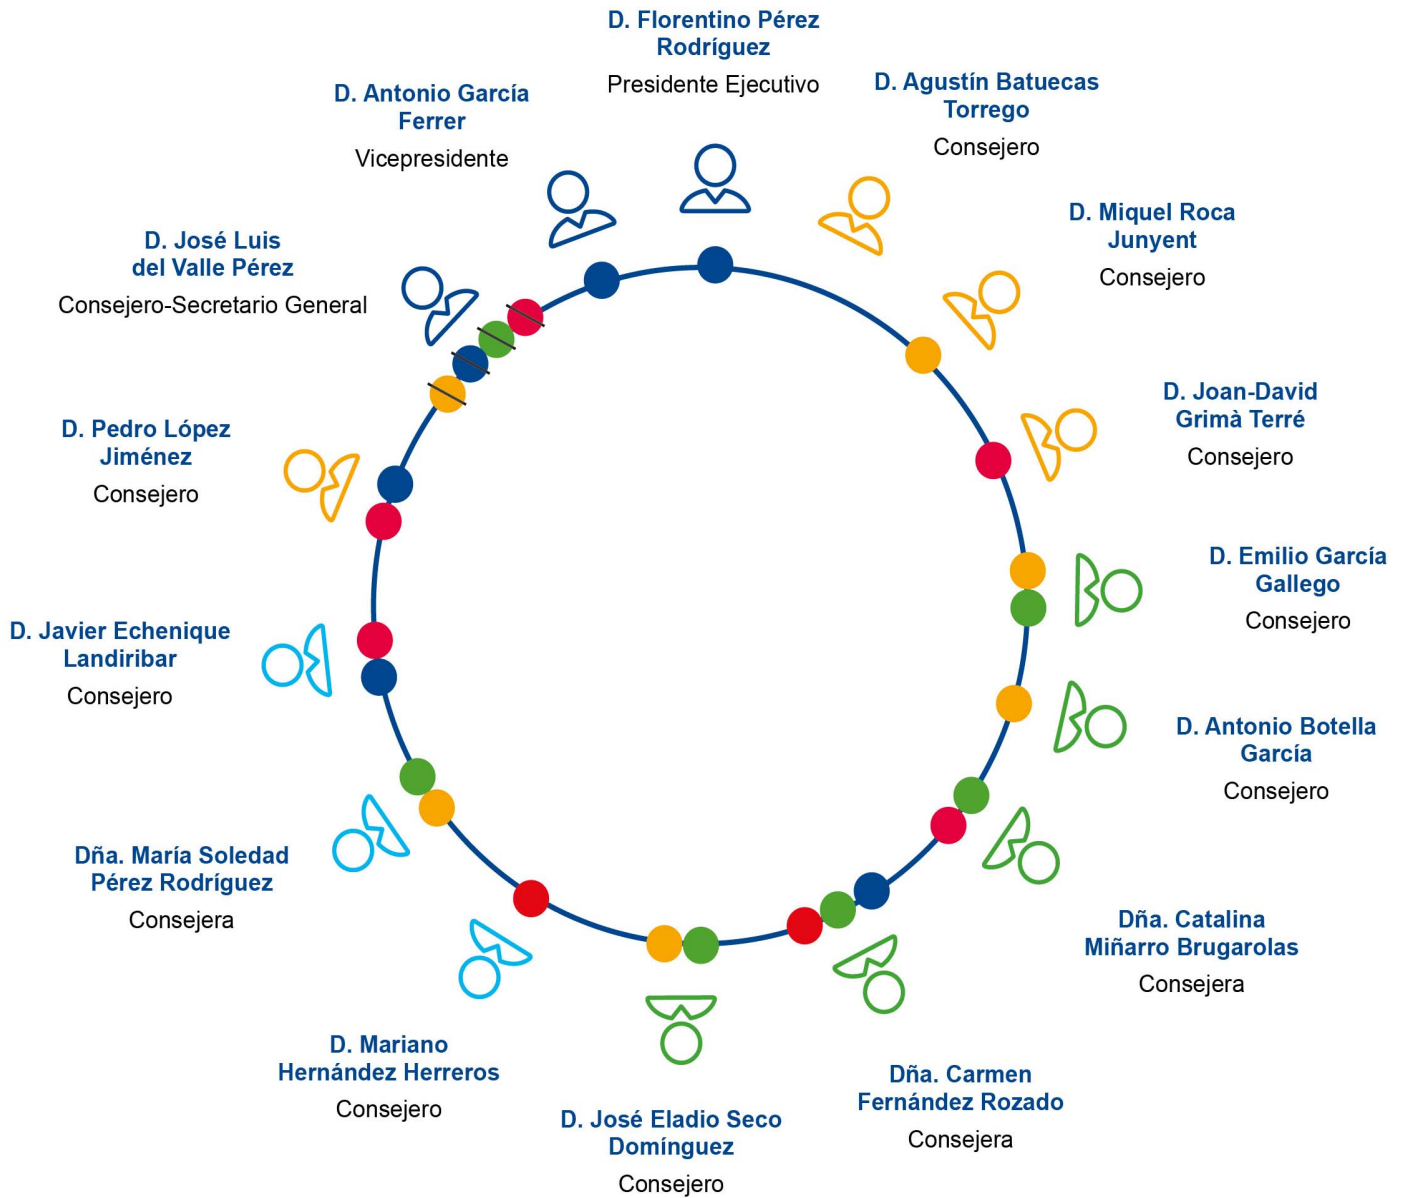 D. Florentino Pérez
Rodríguez
Presidente Ejecutivo
D. Agustín Batuecas
Torrego
Consejero
D. Miquel Roca
Junyent
Consejero
D. Joan-David
Grimà Terré
Consejero
D. Emilio García
Gallego
Consejero
D. Antonio Botella
García
Consejero
Dña. Catalina
Miñarro Brugarolas
Consejera
Dña. Carmen
Fernández Rozado
Consejera
D. José Eladio Seco
Domínguez
Consejero
D. Mariano
Hernández Herreros
Consejero
Dña. María Soledad
Pérez Rodríguez
Consejera
D. Javier Echenique
Landiribar
Consejero
D. Pedro López
Jiménez
Consejero
D. José Luis
del Valle Pérez
Consejero-Secretario General
D. Antonio García
Ferrer
Vicepresidente